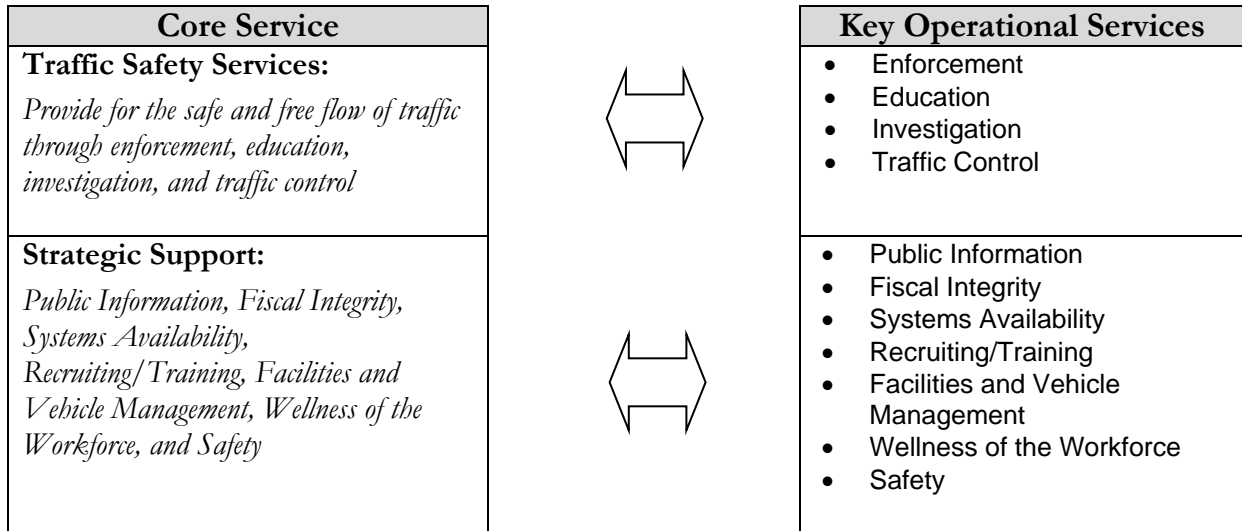 Core Service
Traffic Safety Services:
Provide for the safe and free flow of traffic
through enforcement, education,
investigation, and traffic control
Strategic Support:
Public Information, Fiscal Integrity,
Systems Availability,
Recruiting/Training, Facilities and
Vehicle Management, Wellness of the
Workforce, and Safety
Key Operational Services
• Enforcement
• Education
• Investigation
• Traffic Control
• Public Information
• Fiscal Integrity
• Systems Availability
• Recruiting/Training
• Facilities and Vehicle
Management
• Wellness of the Workforce
• Safety